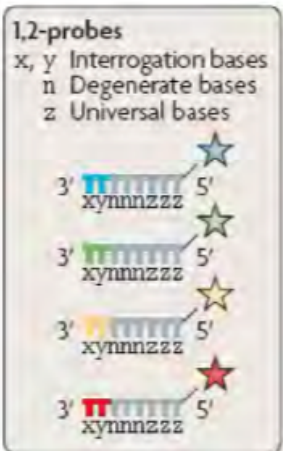 1,2-probes
x, y Interrogation bases
n Degenerate bases
z Universal bases
3' 5'
xynnnzzz
3' 5'
xynnnzzz
3' 5'
xynnnzzz
3' 5'
xynnnzzz